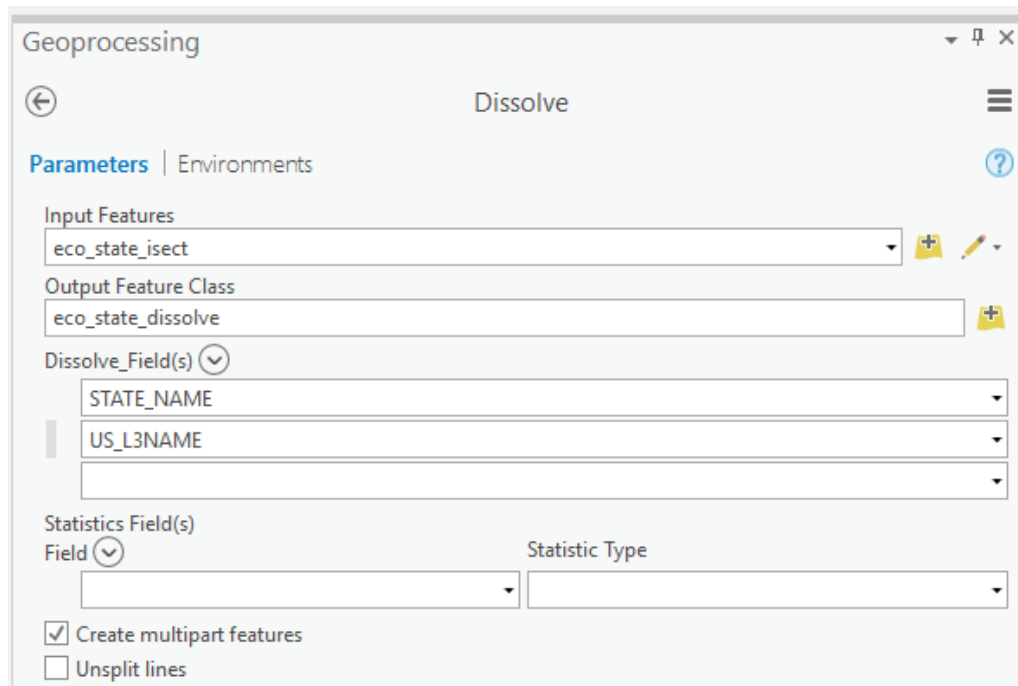 Geoprocessing
Dissolve
Parameters | Environments
Input Features
eco_state_isect
Output Feature Class
eco_state_dissolve
Dissolve_Field(s)
STATE_NAME
US_L3NAME
Statistics Field(s)
Field Statistic Type
Create multipart features
Unsplit lines